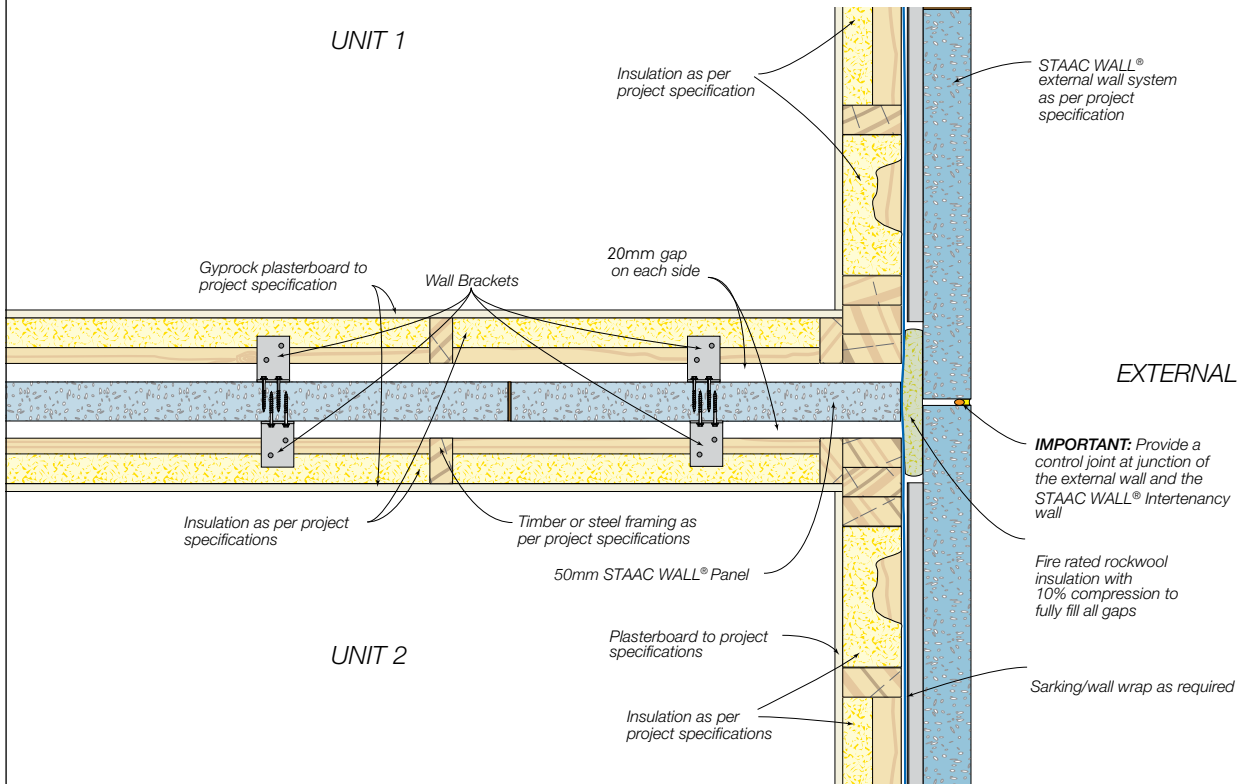 UNIT 1
Insulation as per
project specification
STAAC WALL®
external wall system
as per project
specification
Gyprock plasterboard to
project specification
Wall Brackets
20mm gap
on each side
EXTERNAL
IMPORTANT: Provide a
control joint at junction of
the external wall and the
STAAC WALL® Intertenancy
wall
Insulation as per project
specifications
Timber or steel framing as
per project specifications
50mm STAAC WALL® Panel
Fire rated rockwool
insulation with
10% compression to
fully fill all gaps
UNIT 2
Plasterboard to project
specifications
Sarking/wall wrap as required
Insulation as per
project specifications